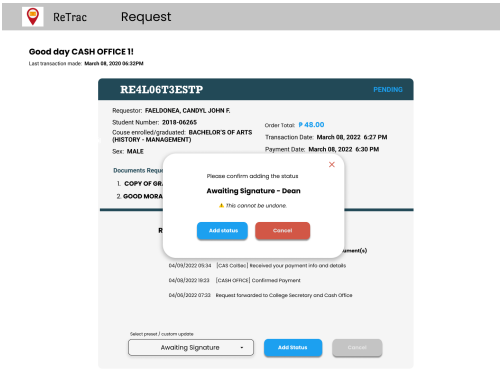 ReTrac Request
Good day CASH OFFICE 1!
Last transaction made: March 08, 2020 06:32PM
RE4L06T3ESTP PENDING
Requestor: FAELDONEA, CANDYL JOHN F.
Student Number: 2018-06265
Couse enrolled/graduated: BACHELOR'S OF ARTS
(HISTORY - MANAGEMENT)
Sex: MALE
Order Total: ₱ 48.00
Transaction Date: March 08, 2022 6:27 PM
Payment Date: March 08, 2022 6:30 PM
Documents Reque
1. COPY OF GR
2. GOOD MORA
Please confirm adding the status
Awaiting Signature - Dean
⚠ This cannot be undone.
Add status Cancel
R
ument(s)
04/09/2022 05:34 [CAS ColSec] Received your payment info and details
04/08/2022 19:23 [CASH OFFICE] Confirmed Payment
04/06/2022 07:33 Request forwarded to College Secretary and Cash Office
Select preset / custom update
Awaiting Signature
Add Status Cancel